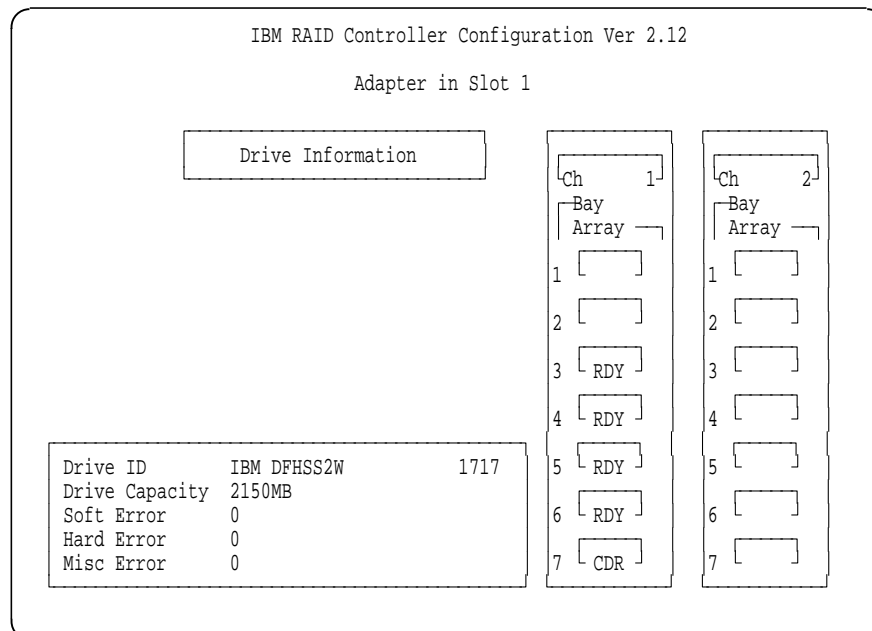 IBM RAID Controller Configuration Ver 2.12
Adapter in Slot 1
Drive Information
Ch 1
Bay
Array
1
2
3 RDY
4 RDY
5 RDY
6 RDY
7 CDR
Ch 2
Bay
Array
1
2
3
4
5
6
7
Drive ID IBM DFHSS2W 1717
Drive Capacity 2150MB
Soft Error 0
Hard Error 0
Misc Error 0